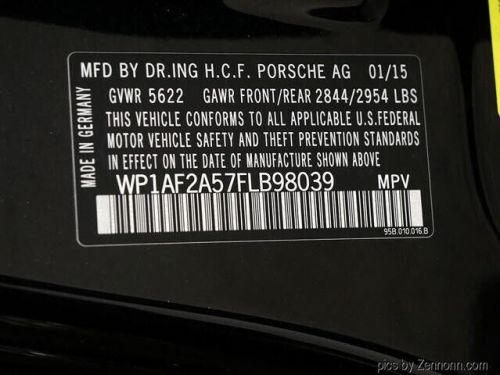 MFD BY DR.ING H.C.F. PORSCHE AG 01/15
GVWR 5622 GAWR FRONT/REAR 2844/2954 LBS
THIS VEHICLE CONFORMS TO ALL APPLICABLE U.S.FEDERAL
MOTOR VEHICLE SAFETY AND THEFT PREVENTION STANDARDS
IN EFFECT ON THE DATE OF MANUFACTURE SHOWN ABOVE
WP1AF2A57FLB98039 MPV
95B.010.016.B
MADE IN GERMANY
pics by Zennonn.com